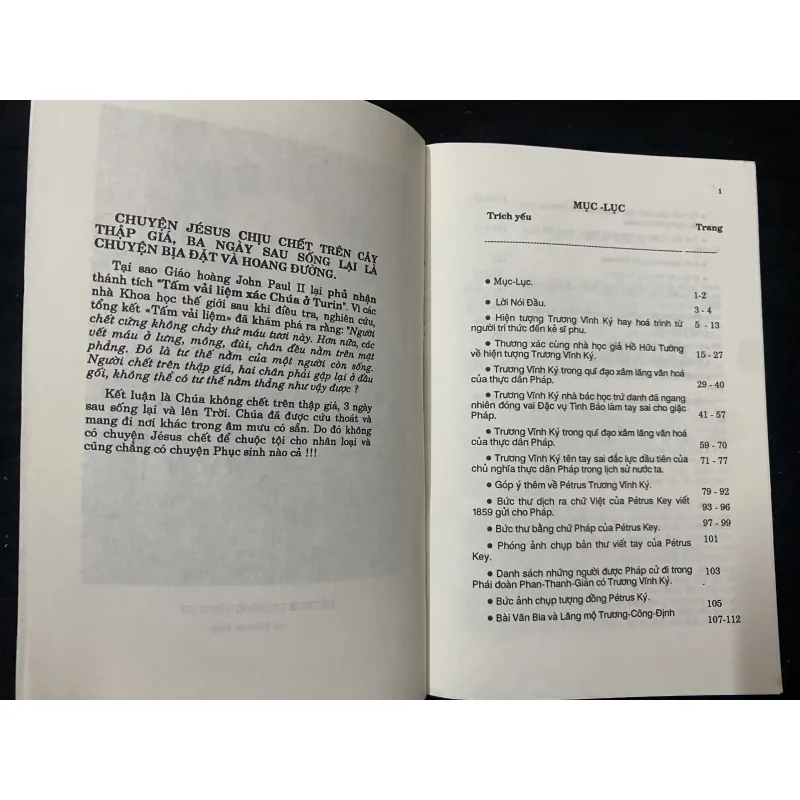 CHUYỆN JÉSUS CHỊU CHẾT TRÊN CÂY
THẬP GIÁ, BA NGÀY SAU SỐNG LẠI LÀ
CHUYỆN BỊA ĐẶT VÀ HOANG ĐƯỜNG.
Tại sao Giáo hoàng John Paul II lại phủ nhận
thánh tích "Tấm vải liệm xác Chúa ở Turin". Vì các
nhà Khoa học thế giới sau khi điều tra, nghiên cứu,
tổng kết «Tấm vải liệm» đã khám phá ra rằng: "Người
chết cứng không chảy thứ máu tươi này. Hơn nữa, các
vết máu ở lưng, mông, đùi, chân đều nằm trên mặt
phẳng. Đó là tư thế nằm của một người còn sống.
Người chết trên thập giá, hai chân phải gập lại ở đầu
gối, không thể có tư thế nằm thẳng như vậy được ?
Kết luận là Chúa không chết trên thập giá, 3 ngày
sau sống lại và lên Trời. Chúa đã được cứu thoát và
mang đi nơi khác trong âm mưu có sẵn. Do đó không
có chuyện Jésus chết để chuộc tội cho nhân loại và
cũng chẳng có chuyện Phục sinh nào cả !!!
1
MỤC -LỤC
Trích yếu Trang
● Mục-Lục. 1-2
● Lời Nói Đầu. 3 - 4
● Hiện tượng Trương Vĩnh Ký hay hoá trình từ
người trí thức đến kẻ sĩ phu. 5 - 13
● Thương xác cùng nhà học giả Hồ Hữu Tường
về hiện tượng Trương Vĩnh Ký. 15 - 27
● Trương Vĩnh Ký trong quĩ đạo xâm lăng văn hoá
của thực dân Pháp. 29 - 40
● Trương Vĩnh Ký nhà bác học trứ danh đã ngang
nhiên đóng vai Đặc vụ Tình Báo làm tay sai cho giặc
Pháp. 41 - 57
● Trương Vĩnh Ký trong quĩ đạo xâm lăng văn hoá
của thực dân Pháp. 59 - 70
● Trương Vĩnh Ký tên tay sai đắc lực đầu tiên của
chủ nghĩa thực dân Pháp trong lịch sử nước ta. 71 - 77
● Góp ý thêm về Pétrus Trương Vĩnh Ký. 79 - 92
● Bức thư dịch ra chữ Việt của Pétrus Key viết
1859 gửi cho Pháp. 93 - 96
● Bức thư bằng chữ Pháp của Pétrus Key. 97 - 99
● Phóng ảnh chụp bản thư viết tay của Pétrus
Key. 101
● Danh sách những người được Pháp cử đi trong
Phái đoàn Phan-Thanh-Giản có Trương Vĩnh Ký. 103
● Bức ảnh chụp tượng đồng Pétrus Ký. 105
● Bài Văn Bia và Lăng mộ Trương-Công-Định 107-112